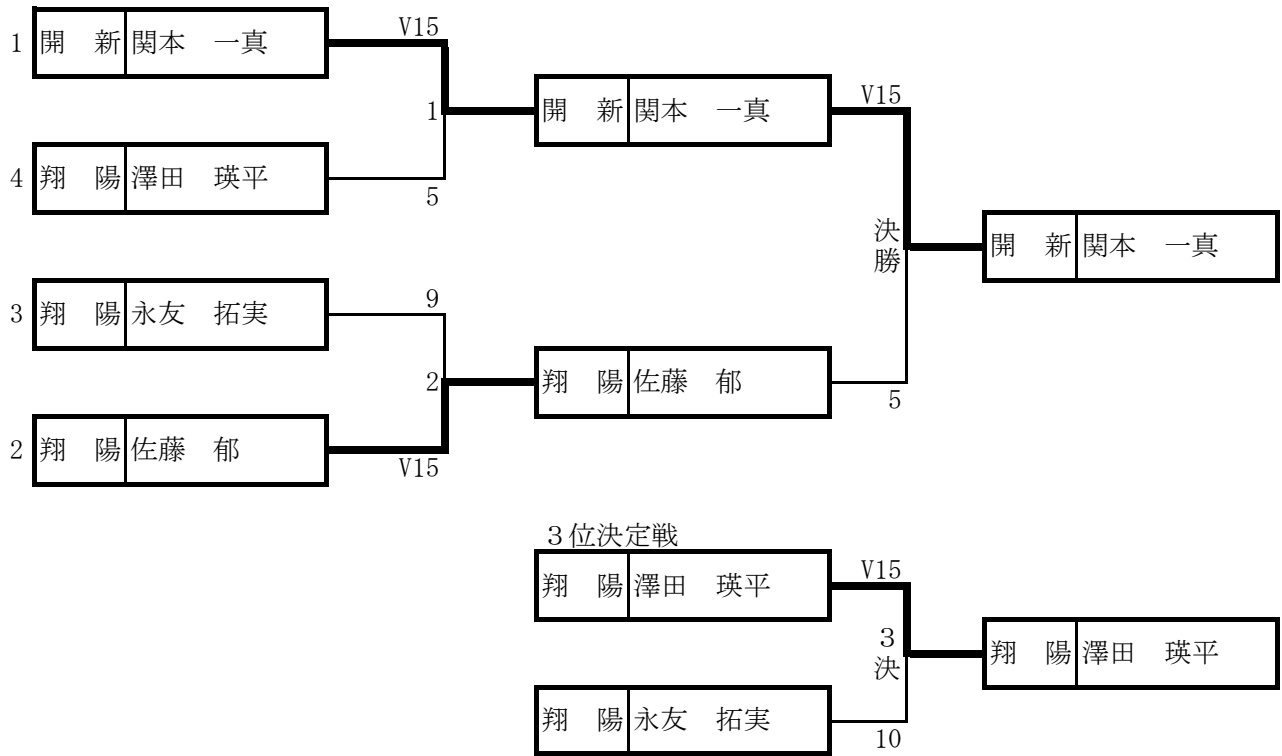 V15
1 開　新 関本　一真
1
4 翔　陽 澤田　瑛平
5
3 翔　陽 永友　拓実
9
2
2 翔　陽 佐藤　郁
V15
開　新 関本　一真
V15
決勝
翔　陽 佐藤　郁
5
開　新 関本　一真
３位決定戦
翔　陽 澤田　瑛平
V15
３決
翔　陽 永友　拓実
10
翔　陽 澤田　瑛平